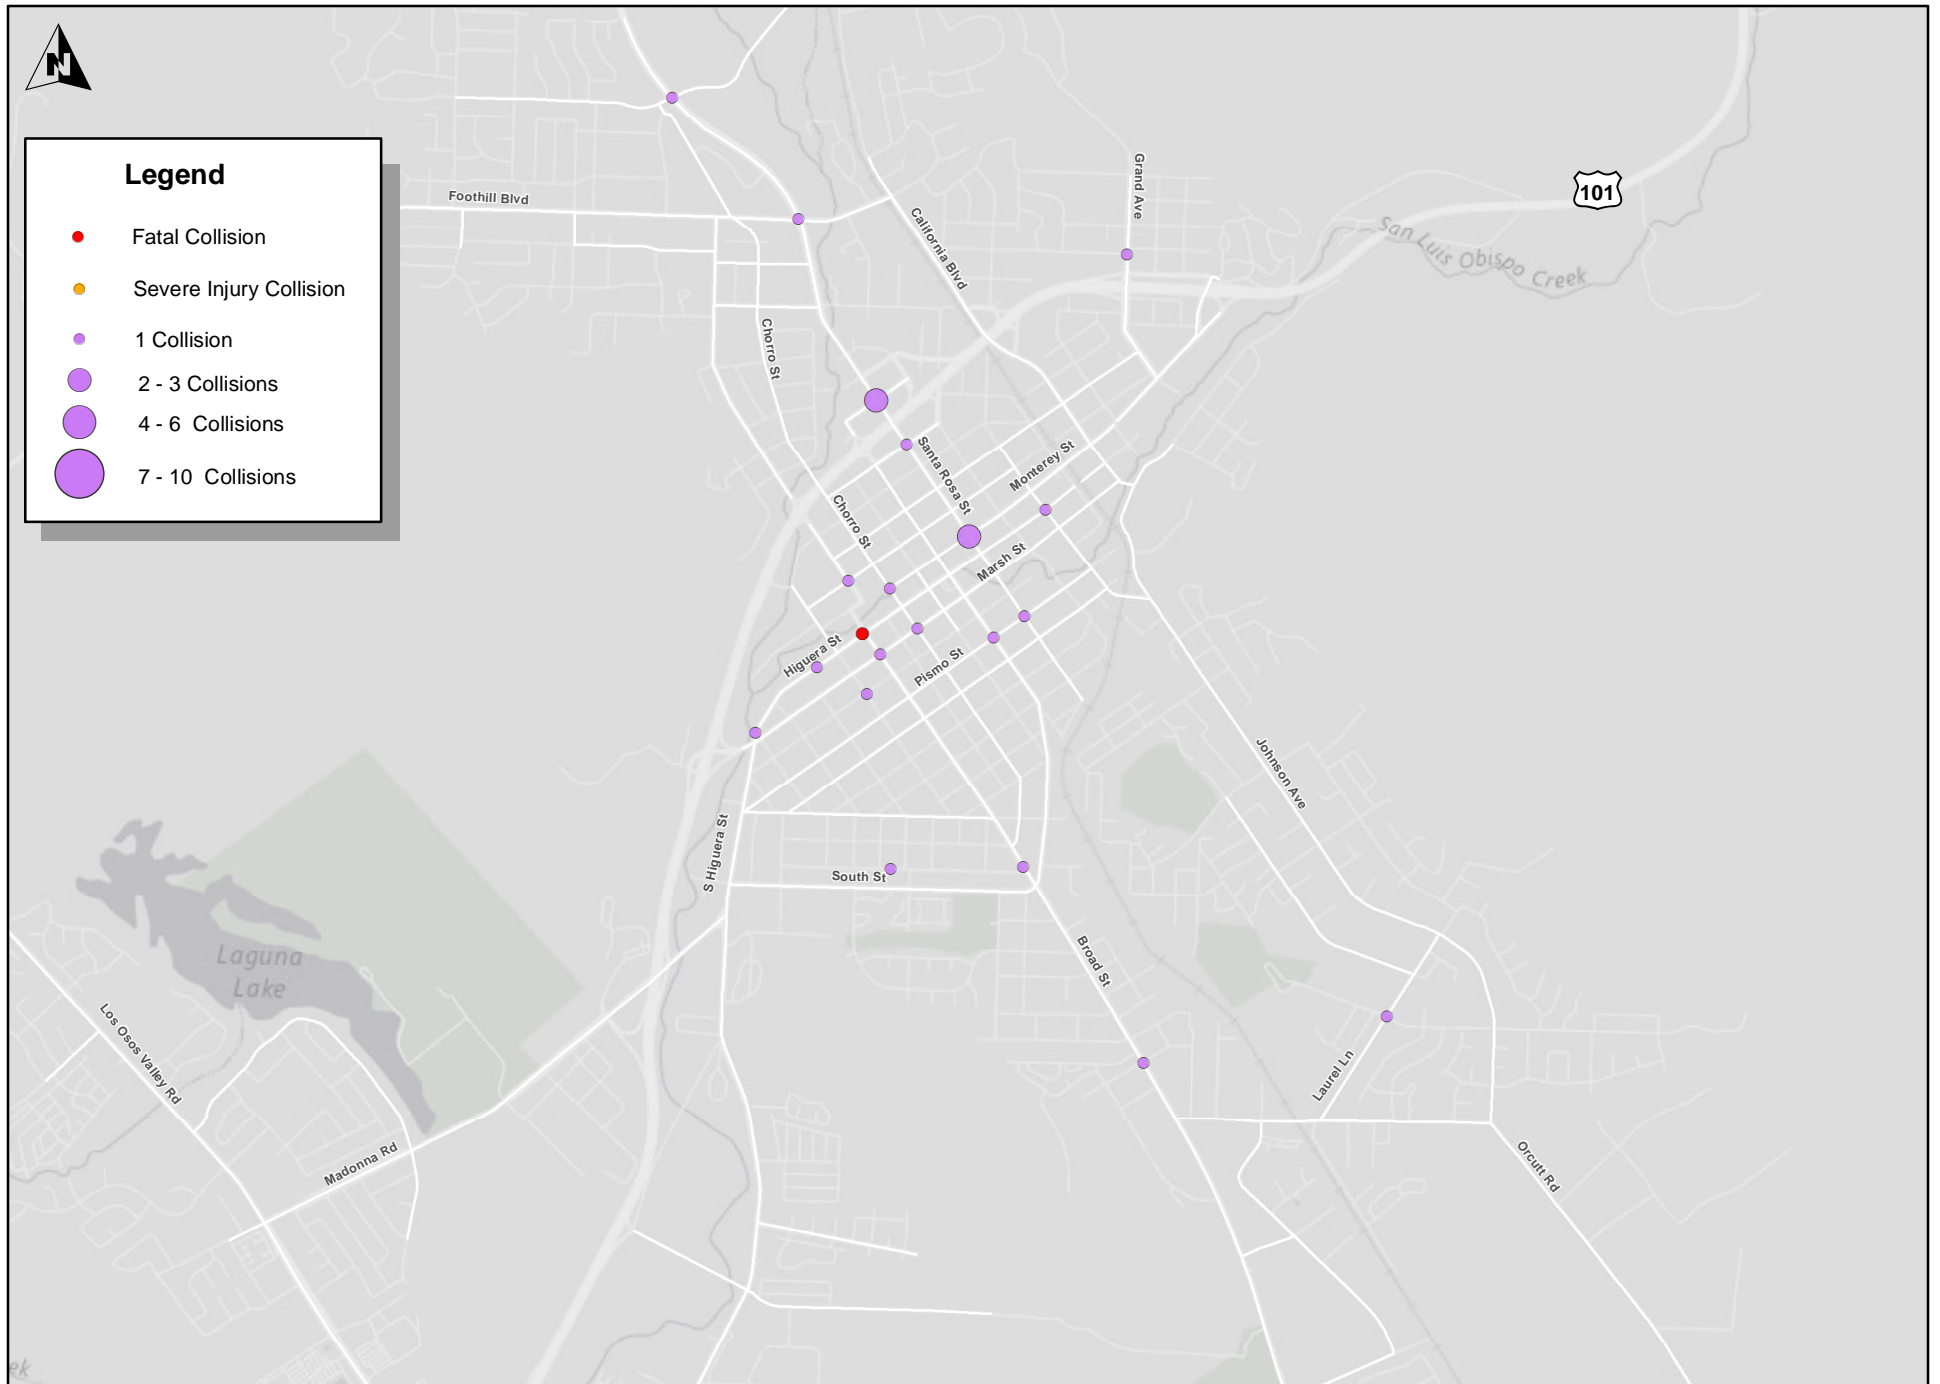 N
Legend
Fatal Collision
Severe Injury Collision
1 Collision
2 - 3 Collisions
4 - 6 Collisions
7 - 10 Collisions
101
Foothill Blvd
Grand Ave
California Blvd
San Luis Obispo Creek
Chorro St
Santa Rosa St
Monterey St
Chorro St
Marsh St
Higuera St
Pismo St
Johnson Ave
S Higuera St
South St
Broad St
Laguna
Lake
Los Osos Valley Rd
Laurel Ln
Madonna Rd
Orcutt Rd
ek